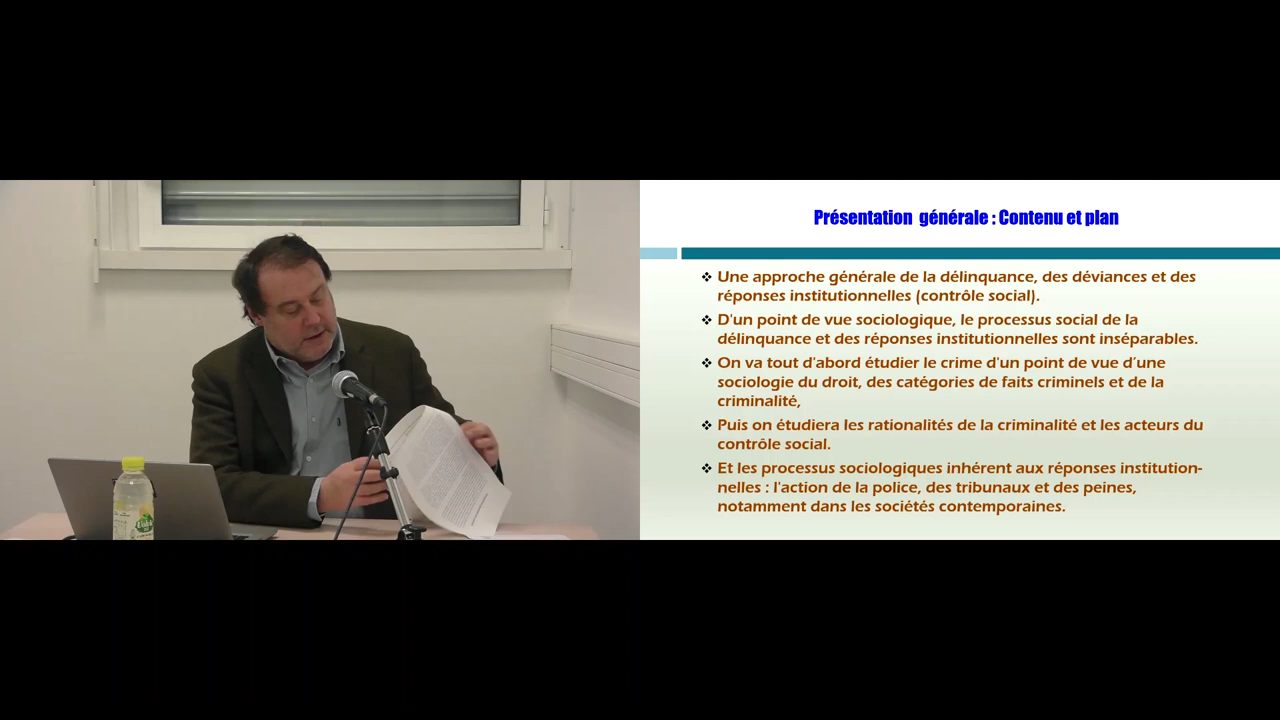 Présentation générale : Contenu et plan
❖ Une approche générale de la délinquance, des déviances et des
réponses institutionnelles (contrôle social).
❖ D'un point de vue sociologique, le processus social de la
délinquance et des réponses institutionnelles sont inséparables.
❖ On va tout d'abord étudier le crime d'un point de vue d'une
sociologie du droit, des catégories de faits criminels et de la
criminalité,
❖ Puis on étudiera les rationalités de la criminalité et les acteurs du
contrôle social.
❖ Et les processus sociologiques inhérent aux réponses institution-
nelles : l'action de la police, des tribunaux et des peines,
notamment dans les sociétés contemporaines.